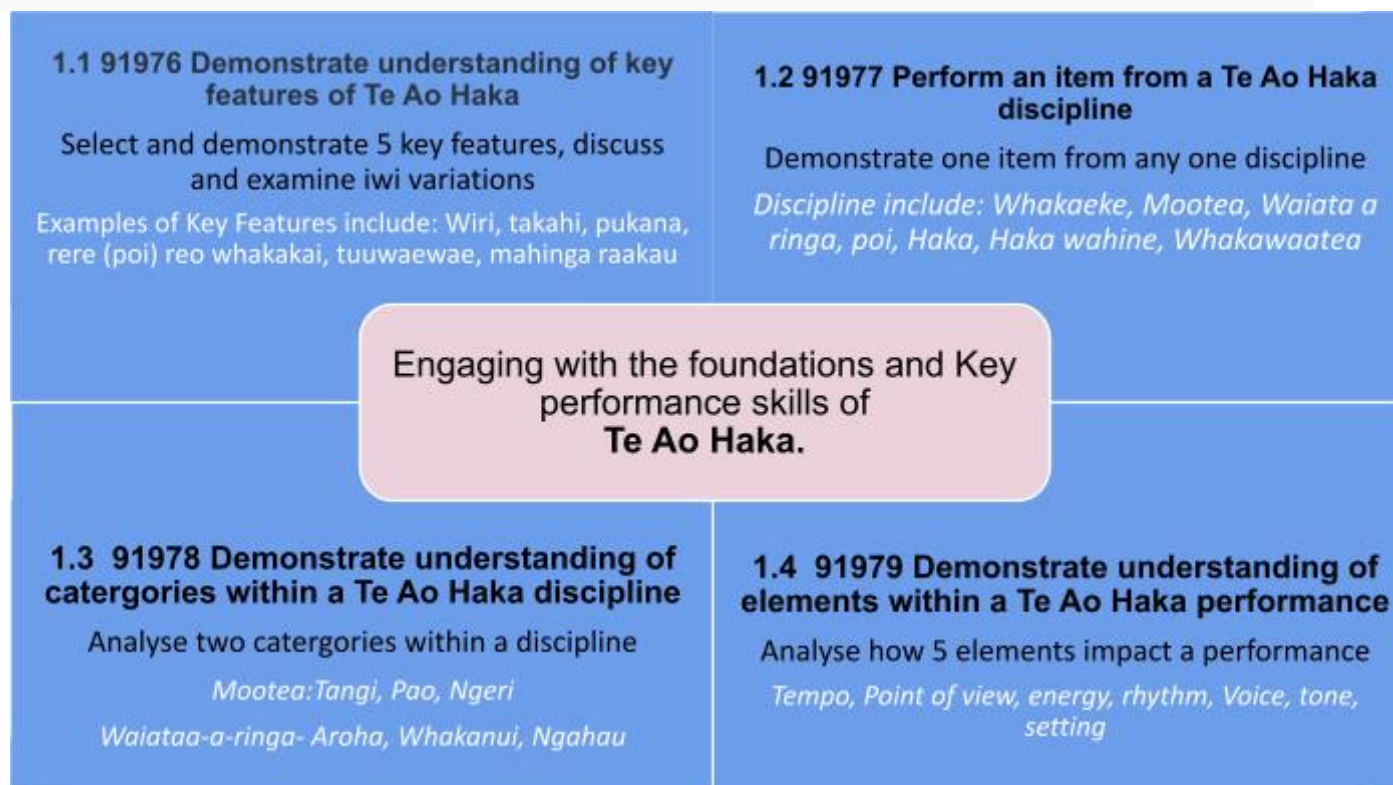 1.1 91976 Demonstrate understanding of key
features of Te Ao Haka
Select and demonstrate 5 key features, discuss
and examine iwi variations
Examples of Key Features include: Wiri, takahi, pukana,
rere (poi) reo whakakai, tuuwaewae, mahinga raakau
1.2 91977 Perform an item from a Te Ao Haka
discipline
Demonstrate one item from any one discipline
Discipline include: Whakaeke, Mootea, Waiata a
ringa, poi, Haka, Haka wahine, Whakawaatea
Engaging with the foundations and Key
performance skills of
Te Ao Haka.
1.3 91978 Demonstrate understanding of
catergories within a Te Ao Haka discipline
Analyse two catergories within a discipline
Mootea:Tangi, Pao, Ngeri
Waiataa-a-ringa- Aroha, Whakanui, Ngahau
1.4 91979 Demonstrate understanding of
elements within a Te Ao Haka performance
Analyse how 5 elements impact a performance
Tempo, Point of view, energy, rhythm, Voice, tone,
setting